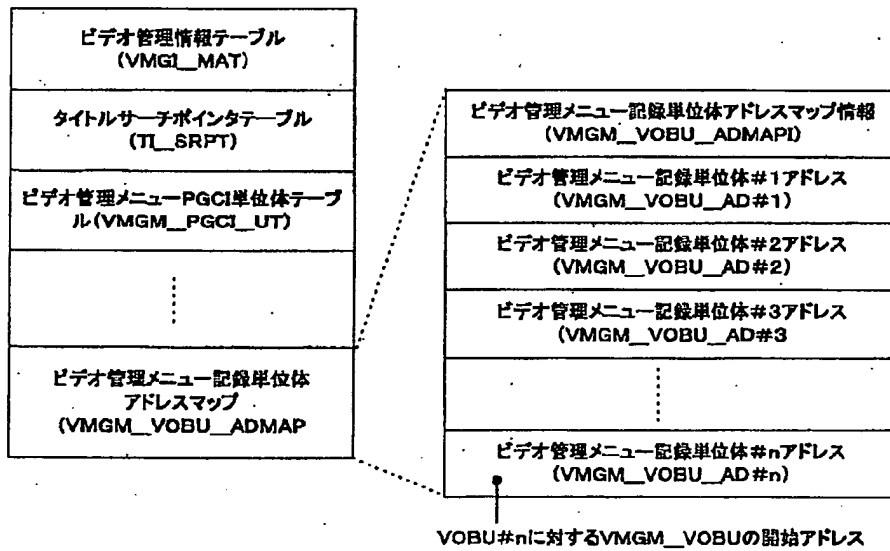 ビデオ管理情報テーブル
(VMGI__MAT)
タイトルサーチポインタテーブル
(TI__SRPT)
ビデオ管理メニューPGCI単位体テーブ
ル(VMGM__PGCI__UT)
ビデオ管理メニュー記録単位体
アドレスマップ
(VMGM__VOBU__ADMAP
ビデオ管理メニュー記録単位体アドレスマップ情報
(VMGM__VOBU__ADMAPI)
ビデオ管理メニュー記録単位体#1アドレス
(VMGM__VOBU__AD#1)
ビデオ管理メニュー記録単位体#2アドレス
(VMGM__VOBU__AD#2)
ビデオ管理メニュー記録単位体#3アドレス
(VMGM__VOBU__AD#3
ビデオ管理メニュー記録単位体#nアドレス
(VMGM__VOBU__AD#n)
VOBU#nに対するVMGM__VOBUの開始アドレス